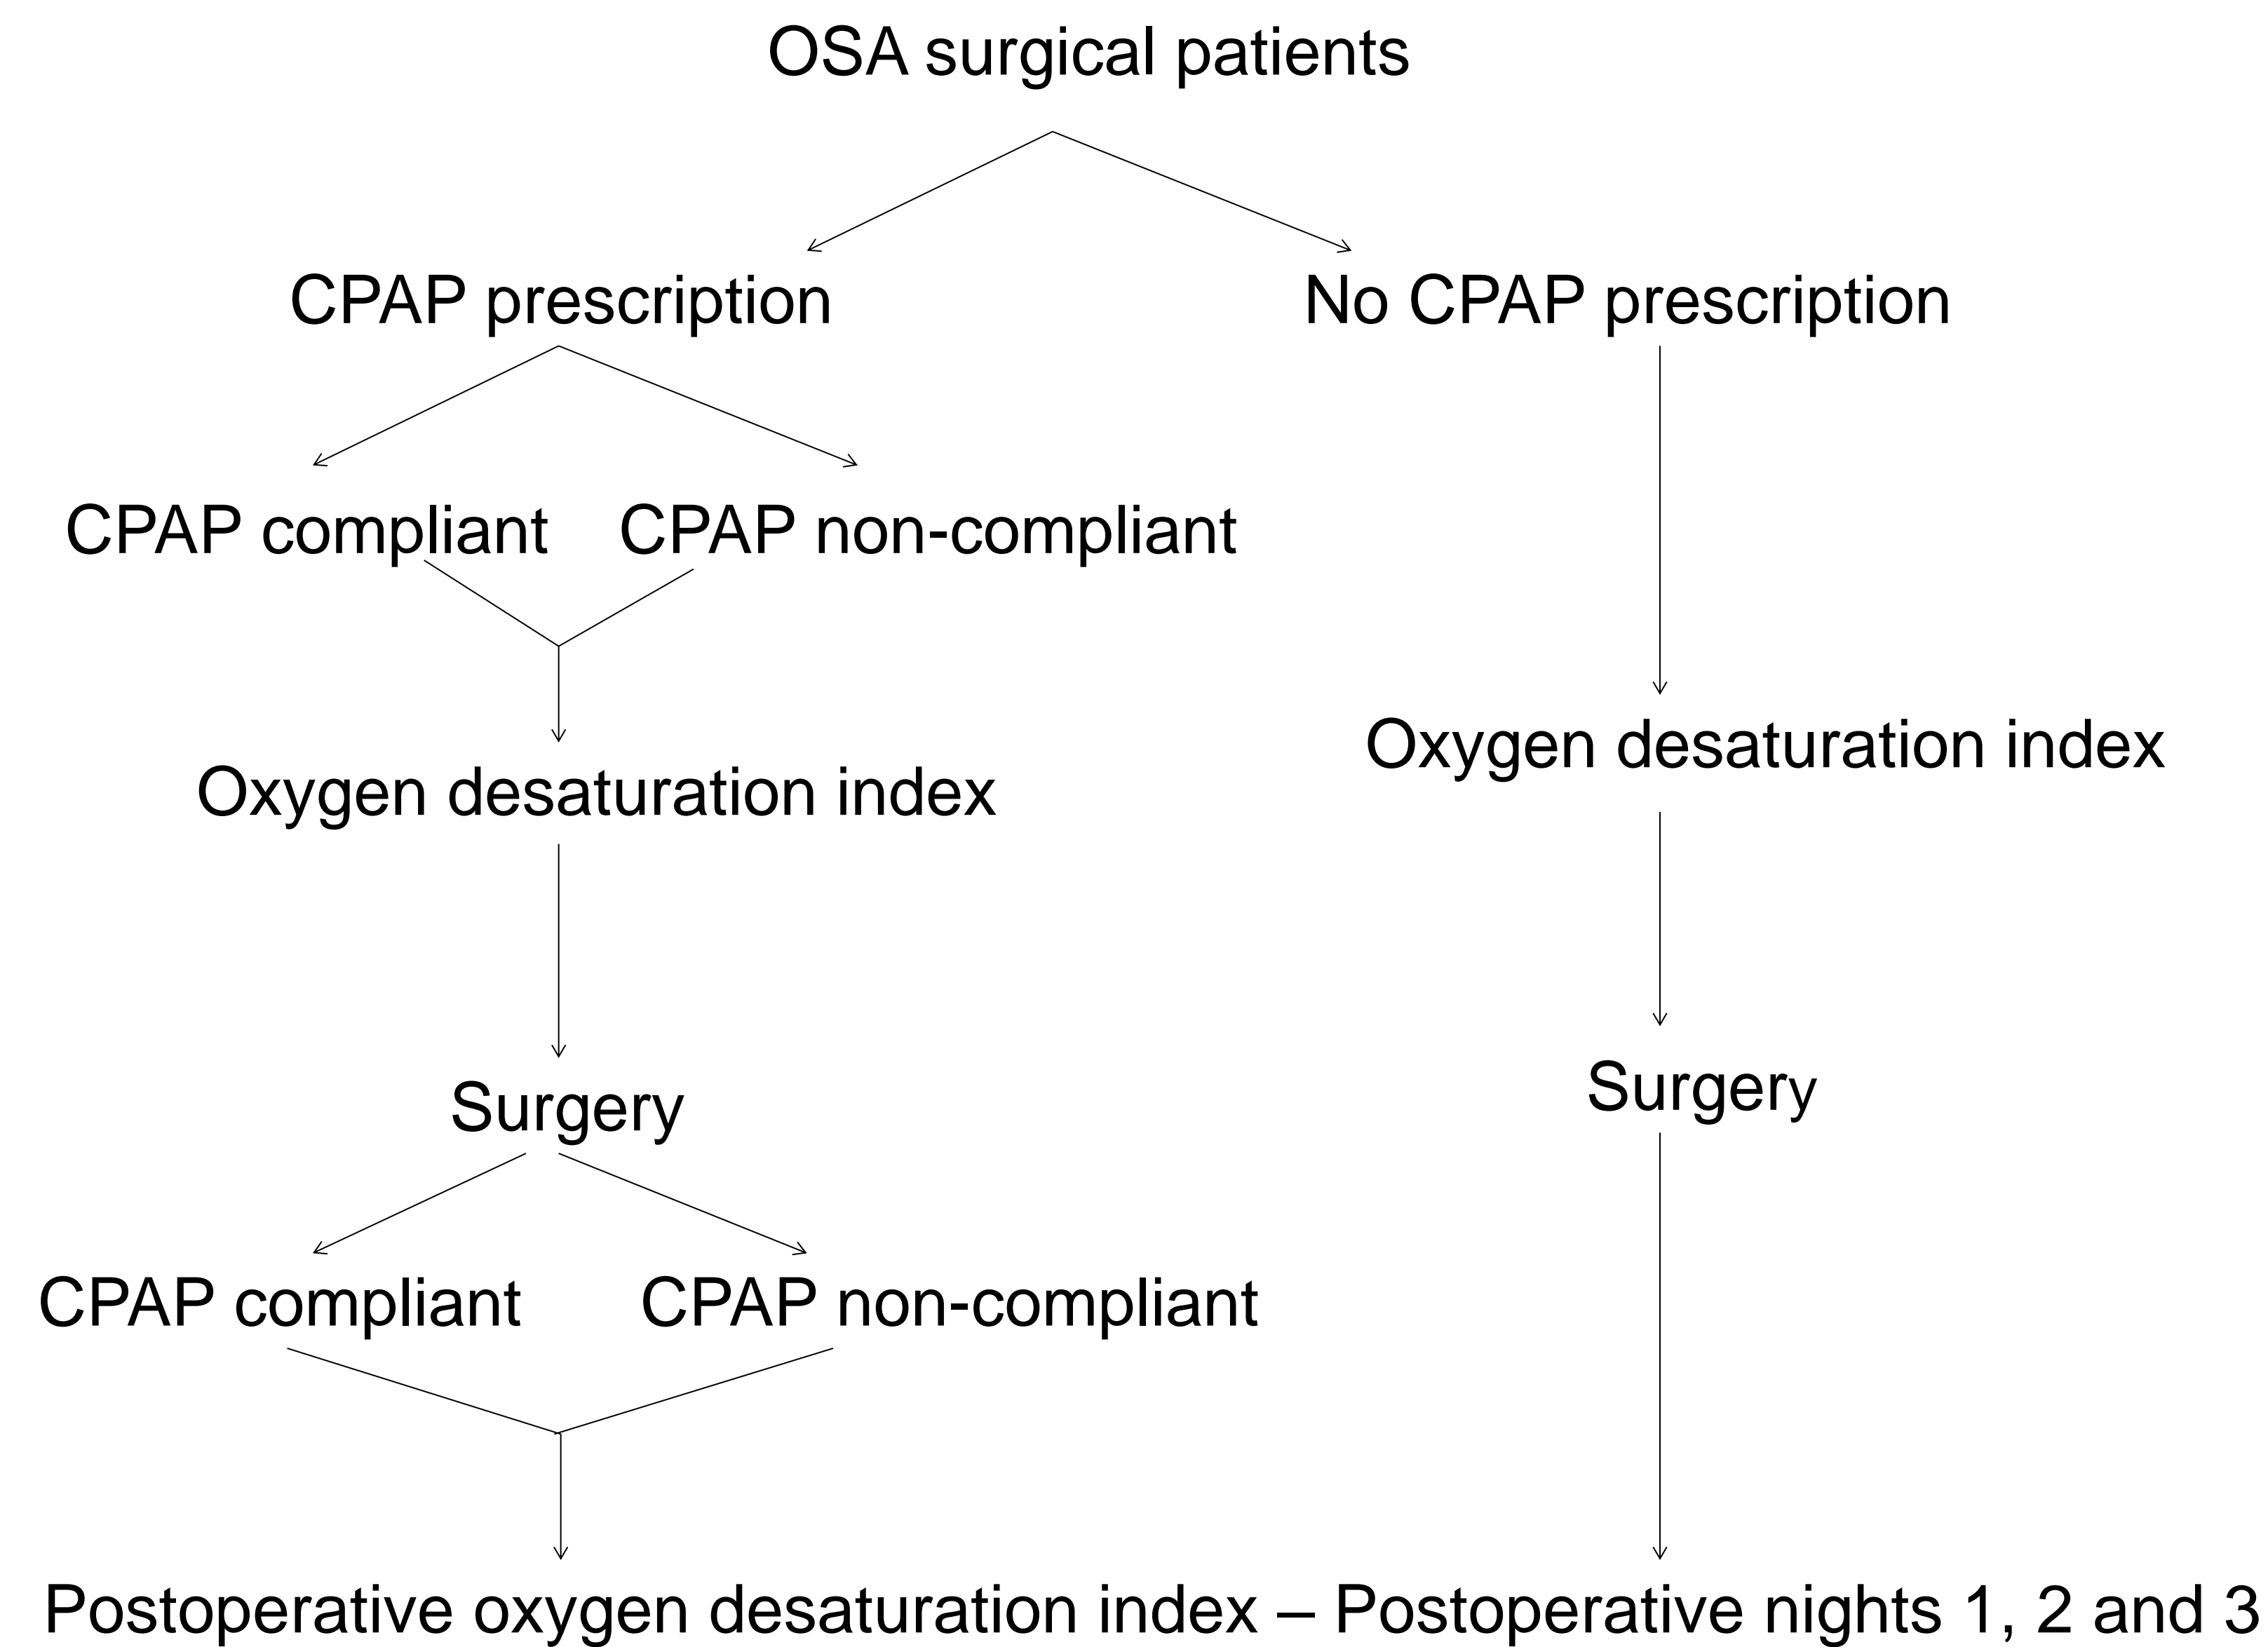 OSA surgical patients
CPAP prescription
No CPAP prescription
CPAP compliant
CPAP non-compliant
Oxygen desaturation index
Oxygen desaturation index
Surgery
Surgery
CPAP compliant
CPAP non-compliant
Postoperative oxygen desaturation index — Postoperative nights 1, 2 and 3